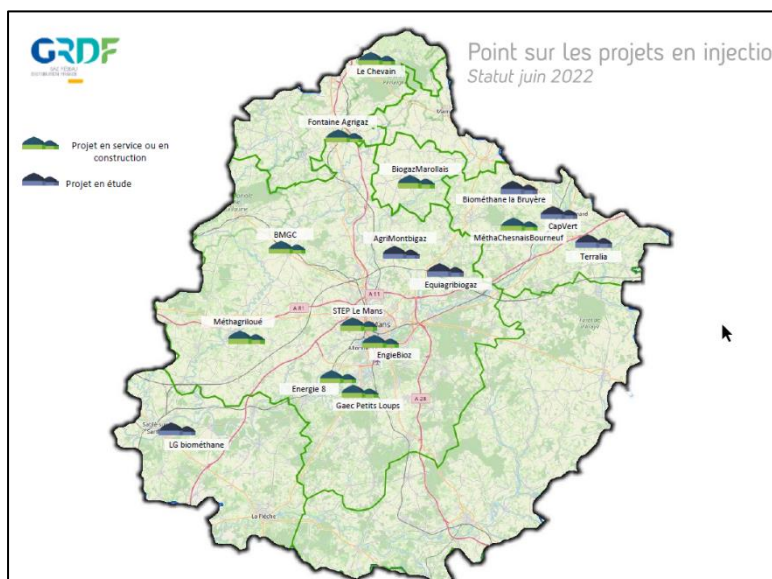 GRDF
Point sur les projets en injectio
Statut juin 2022
Le Chevain
Fontaine Agrigaz
Projet en service ou en
construction
Projet en étude
BiogazMarollais
Biométhane la Bruyère
CapVert
MéthaChesnaisBourneuf
Terralia
BMGC
AgriMontbigaz
Equiagribiogaz
A 11
A 81
STEP Le Mans
Méthagriloué
EngieBioz
Energie 8
Gaec Petits Loups
A 28
LG biométhane
La Flèche